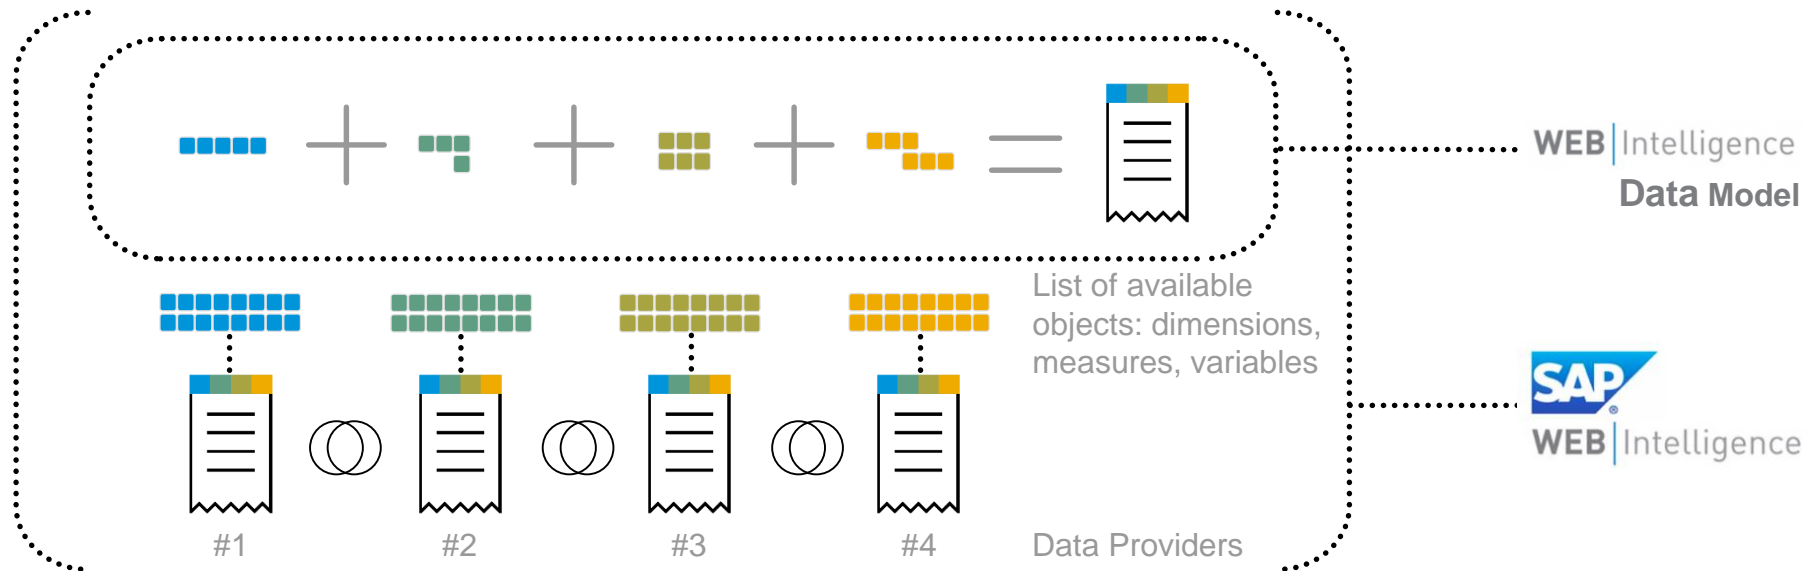 WEB Intelligence
Data Model
List of available
objects: dimensions,
measures, variables
SAP®
WEB Intelligence
#1 #2 #3 #4 Data Providers